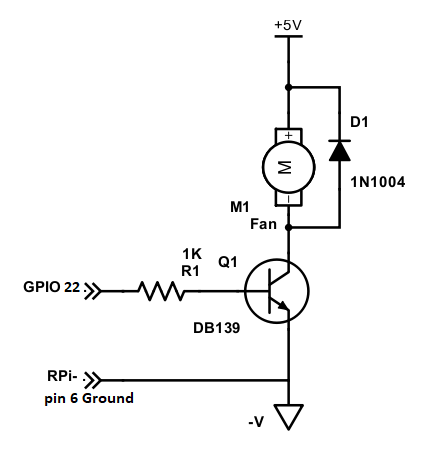 +5V
D1
+
M
1N1004
−
M1
Fan
1K
R1
Q1
GPIO 22
DB139
RPi-
pin 6 Ground
-V